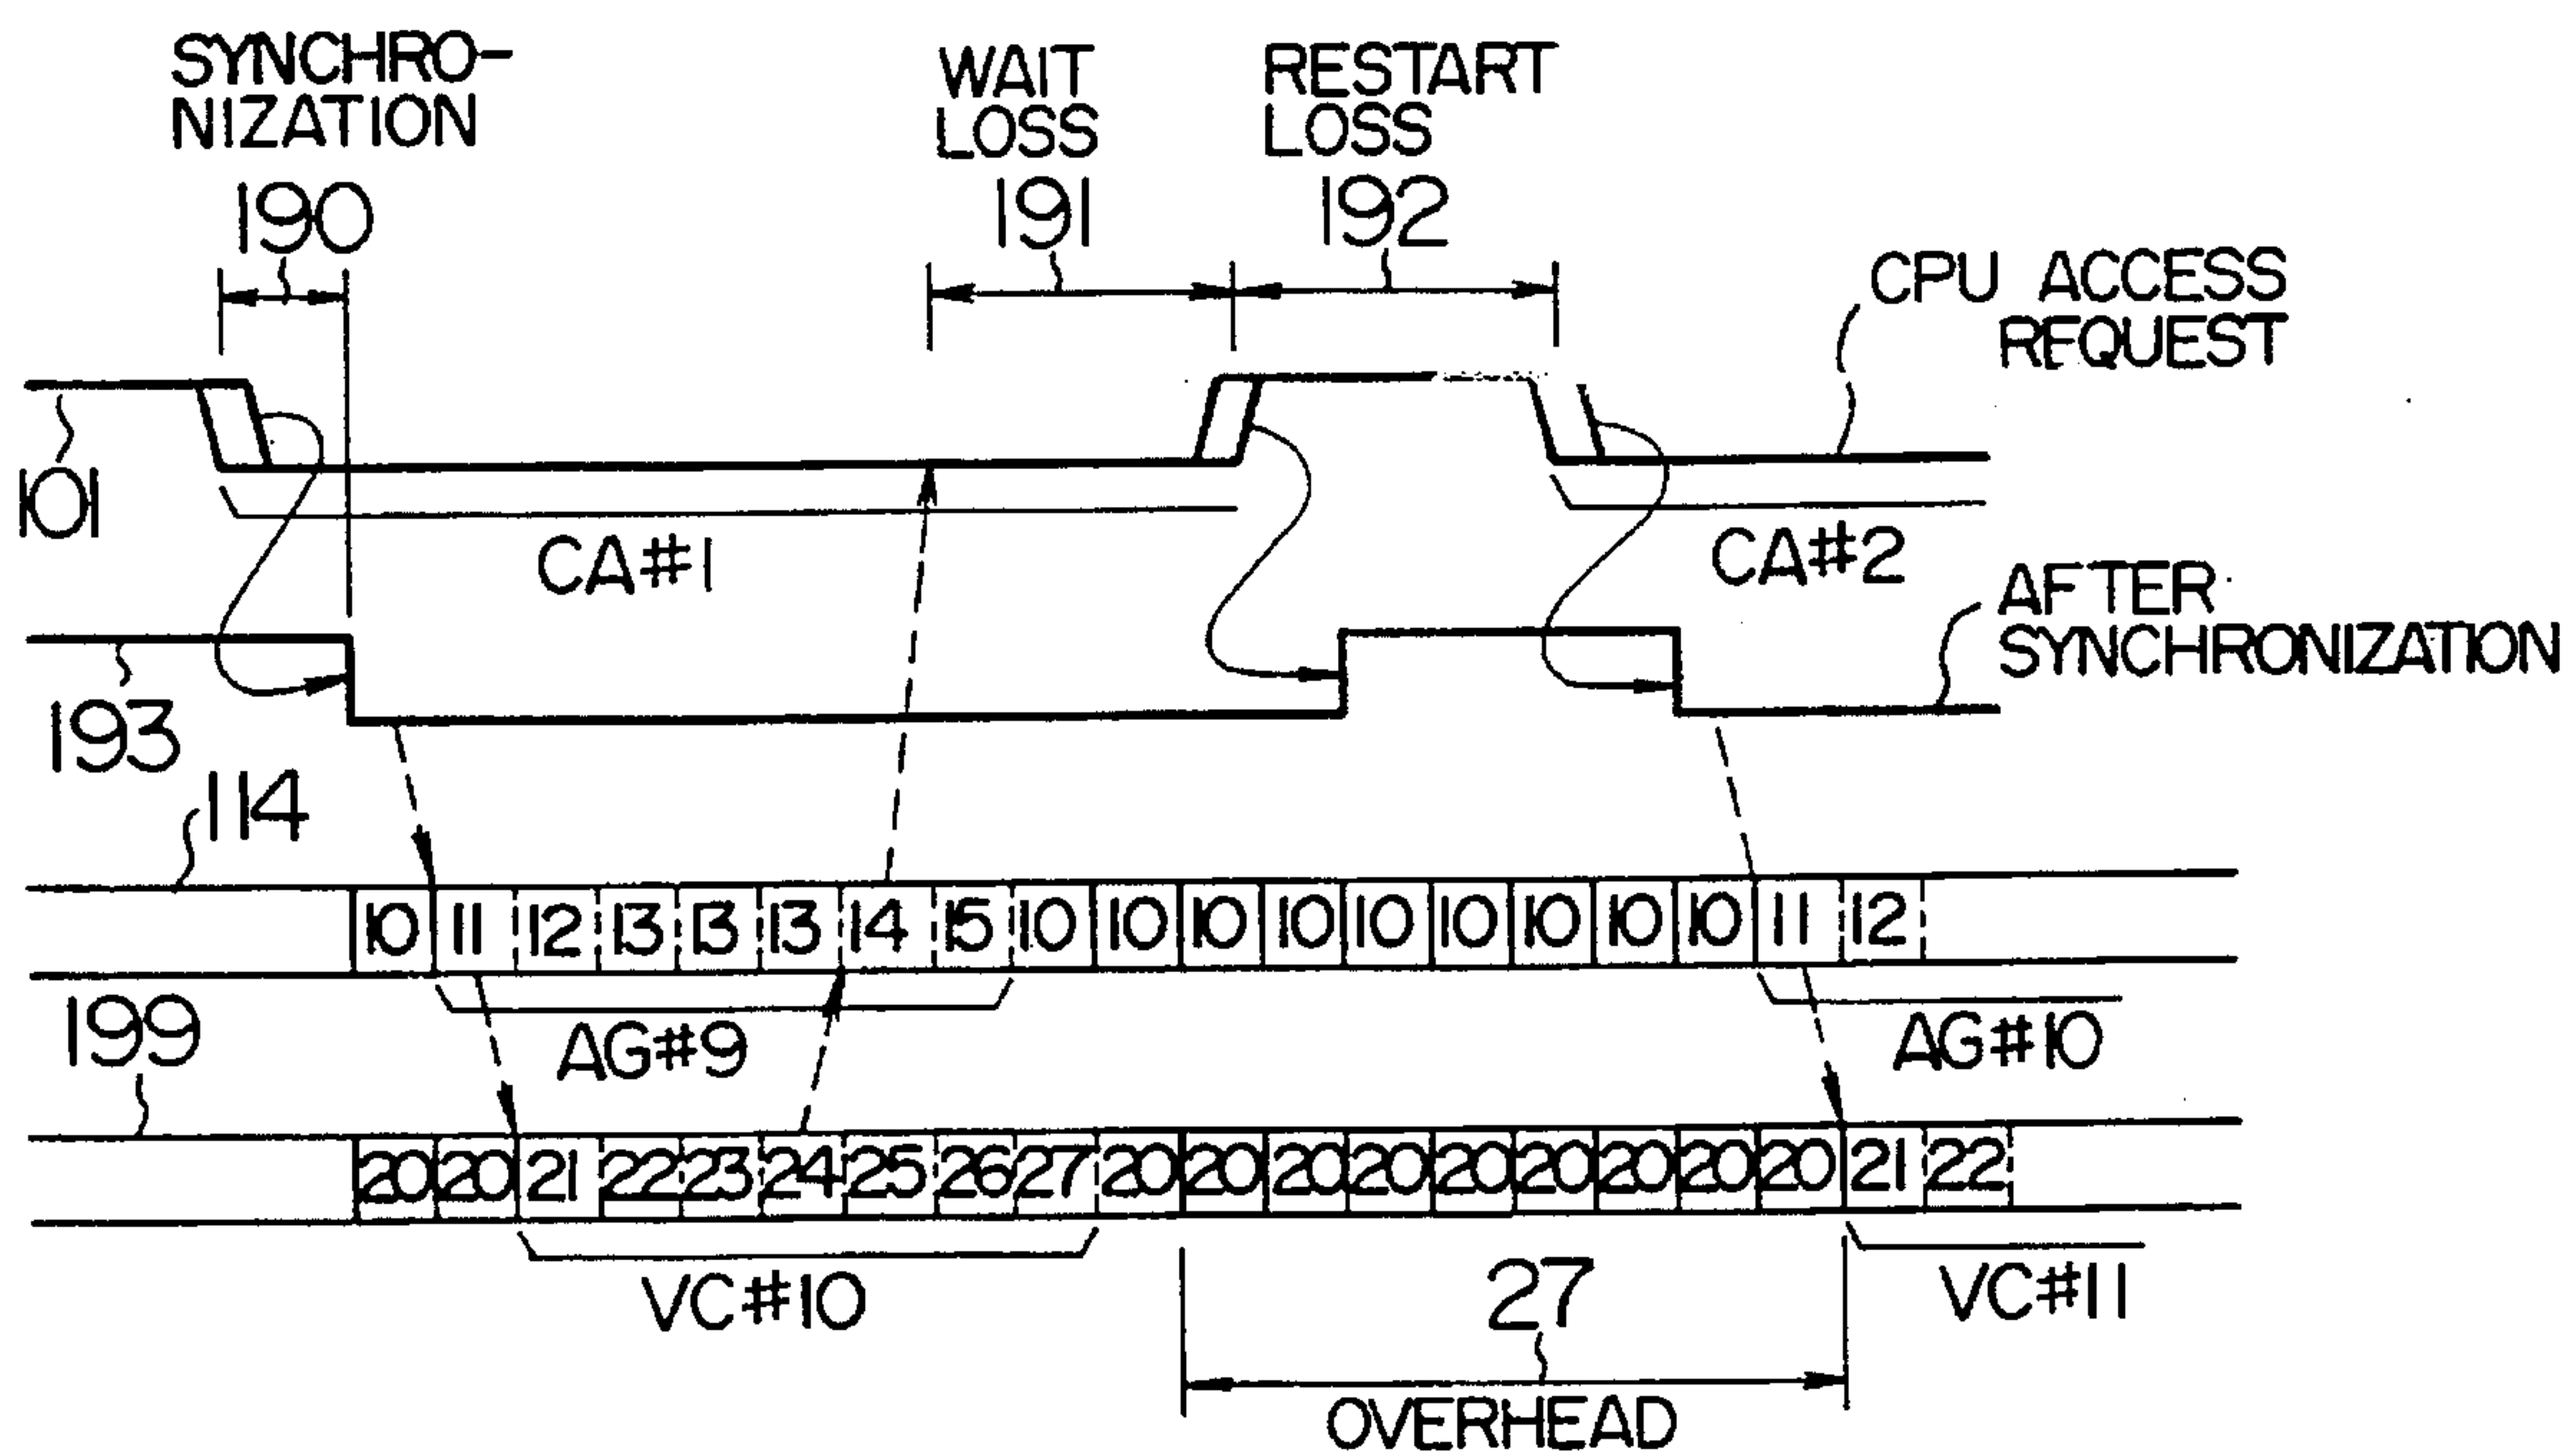 SYNCHRO-
NIZATION
190
WAIT
LOSS
191
RESTART
LOSS
192
CPU ACCESS
REQUEST
101
CA#1
CA#2
AFTER
SYNCHRONIZATION
193
114
10 11 12 13 13 13 14 15 10 10 10 10 10 10 10 10 10 11 12
199
AG#9
AG#10
20 20 21 22 23 24 25 26 27 20 20 20 20 20 20 20 20 20 21 22
VC#10
27
VC#11
OVERHEAD